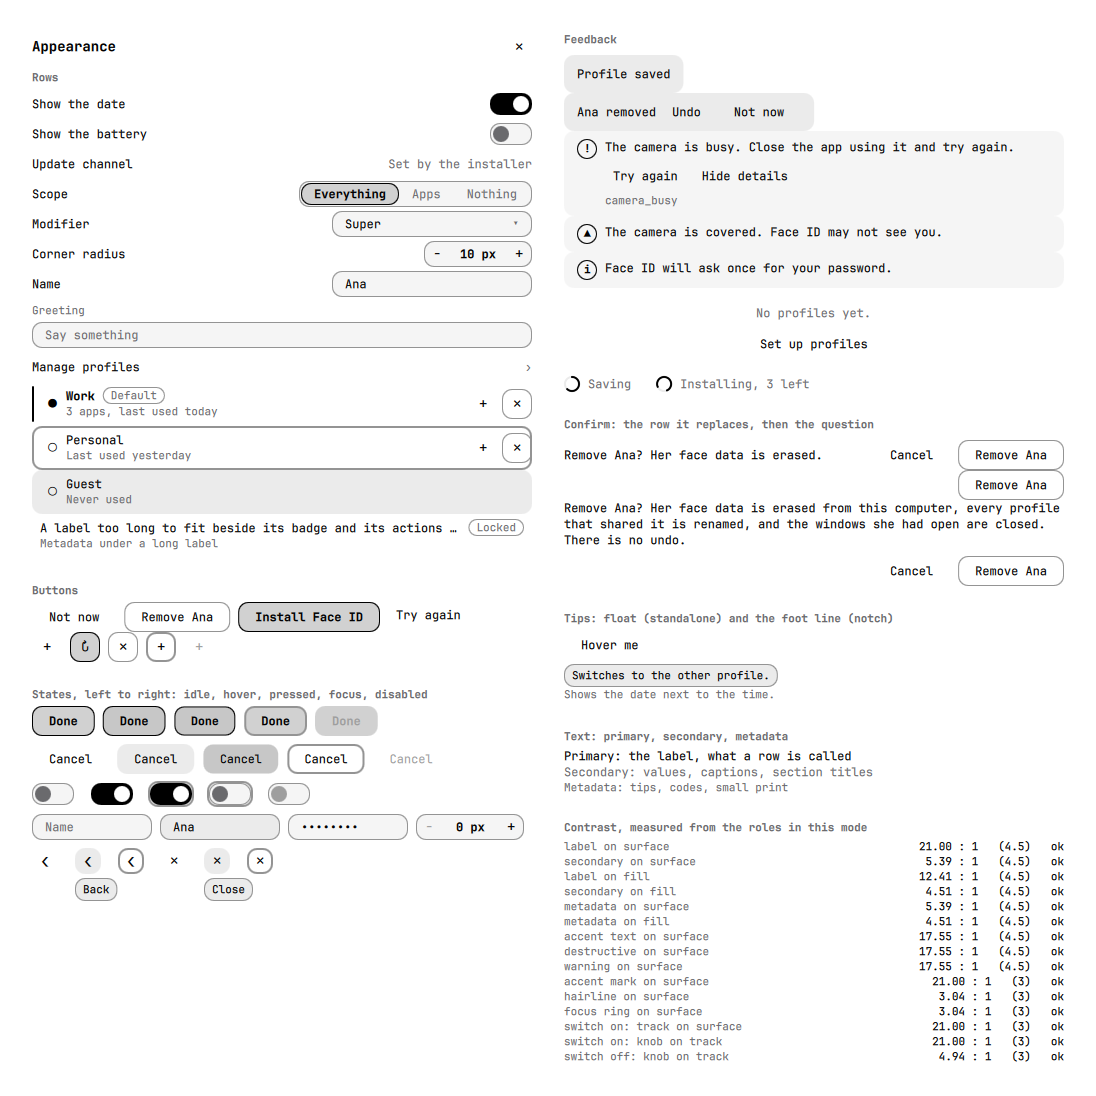 Appearance ×
Rows
Show the date
Show the battery
Update channel Set by the installer
Scope Everything Apps Nothing
Modifier Super ▾
Corner radius - 10 px +
Name Ana
Greeting
Say something
Manage profiles ›
Work Default
3 apps, last used today + ×
Personal
Last used yesterday + ×
Guest
Never used
A label too long to fit beside its badge and its actions … Locked
Metadata under a long label
Buttons
Not now Remove Ana Install Face ID Try again
+ ↻ × + +
States, left to right: idle, hover, pressed, focus, disabled
Done Done Done Done Done
Cancel Cancel Cancel Cancel Cancel
Name Ana •••••••• - 0 px +
‹ ‹ ‹ × × ×
Back Close
Feedback
Profile saved
Ana removed Undo Not now
! The camera is busy. Close the app using it and try again.
Try again Hide details
camera_busy
▲ The camera is covered. Face ID may not see you.
i Face ID will ask once for your password.
No profiles yet.
Set up profiles
Saving Installing, 3 left
Confirm: the row it replaces, then the question
Remove Ana? Her face data is erased. Cancel Remove Ana
Remove Ana
Remove Ana? Her face data is erased from this computer, every profile
that shared it is renamed, and the windows she had open are closed.
There is no undo.
Cancel Remove Ana
Tips: float (standalone) and the foot line (notch)
Hover me
Switches to the other profile.
Shows the date next to the time.
Text: primary, secondary, metadata
Primary: the label, what a row is called
Secondary: values, captions, section titles
Metadata: tips, codes, small print
Contrast, measured from the roles in this mode
label on surface 21.00 : 1 (4.5) ok
secondary on surface 5.39 : 1 (4.5) ok
label on fill 12.41 : 1 (4.5) ok
secondary on fill 4.51 : 1 (4.5) ok
metadata on surface 5.39 : 1 (4.5) ok
metadata on fill 4.51 : 1 (4.5) ok
accent text on surface 17.55 : 1 (4.5) ok
destructive on surface 17.55 : 1 (4.5) ok
warning on surface 17.55 : 1 (4.5) ok
accent mark on surface 21.00 : 1 (3) ok
hairline on surface 3.04 : 1 (3) ok
focus ring on surface 3.04 : 1 (3) ok
switch on: track on surface 21.00 : 1 (3) ok
switch on: knob on track 21.00 : 1 (3) ok
switch off: knob on track 4.94 : 1 (3) ok